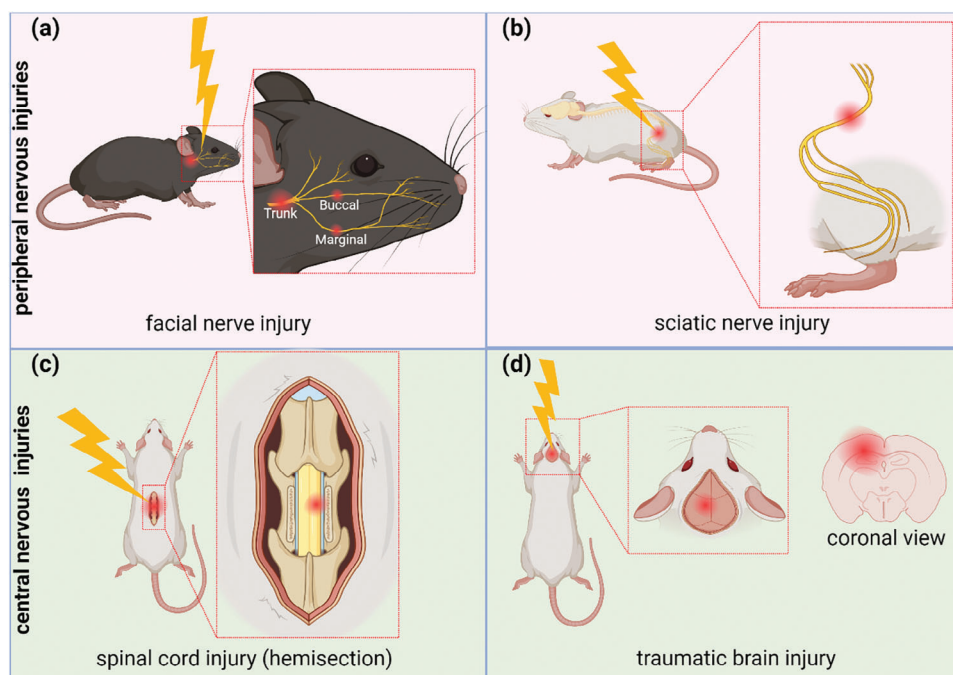 peripheral nervous injuries
(a)
Trunk
Buccal
Marginal
facial nerve injury
(b)
sciatic nerve injury
central nervous injuries
(c)
spinal cord injury (hemisection)
(d)
coronal view
traumatic brain injury